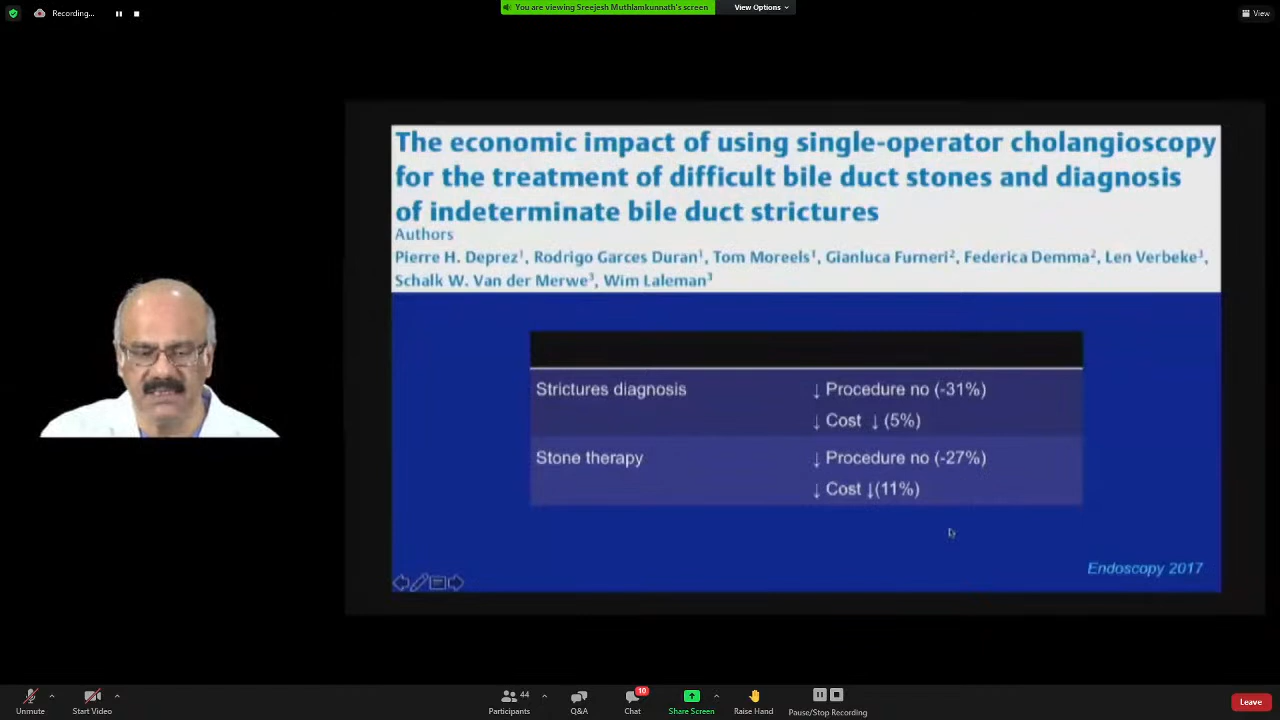 Recording...
You are viewing Sreejesh Muthlamkunnath's screen
View Options
View
The economic impact of using single-operator cholangioscopy
for the treatment of difficult bile duct stones and diagnosis
of indeterminate bile duct strictures
Authors
Pierre H. Deprez¹, Rodrigo Garces Duran¹, Tom Moreels¹, Gianluca Furneri², Federica Demma², Len Verbeke³,
Schalk W. Van der Merwe³, Wim Laleman³
Strictures diagnosis ↓ Procedure no (-31%)
↓ Cost ↓ (5%)
Stone therapy ↓ Procedure no (-27%)
↓ Cost ↓(11%)
Endoscopy 2017
Unmute
Start Video
Participants 44
Q&A
Chat 10
Share Screen
Raise Hand
Pause/Stop Recording
Leave